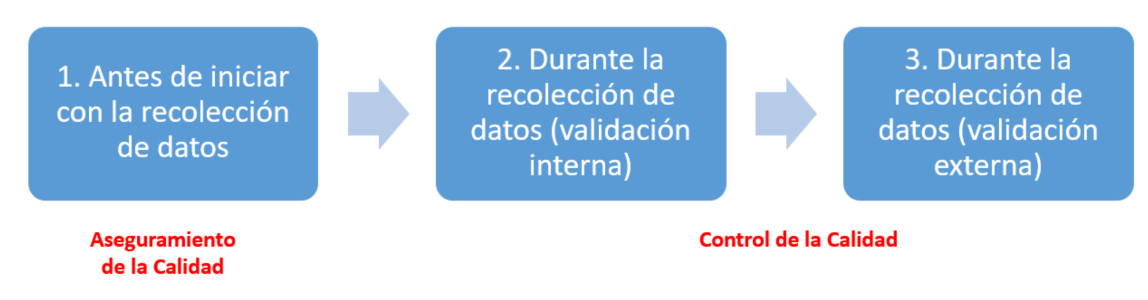 1. Antes de iniciar
con la recolección
de datos
2. Durante la
recolección de
datos (validación
interna)
3. Durante la
recolección de
datos (validación
externa)
Aseguramiento
de la Calidad
Control de la Calidad